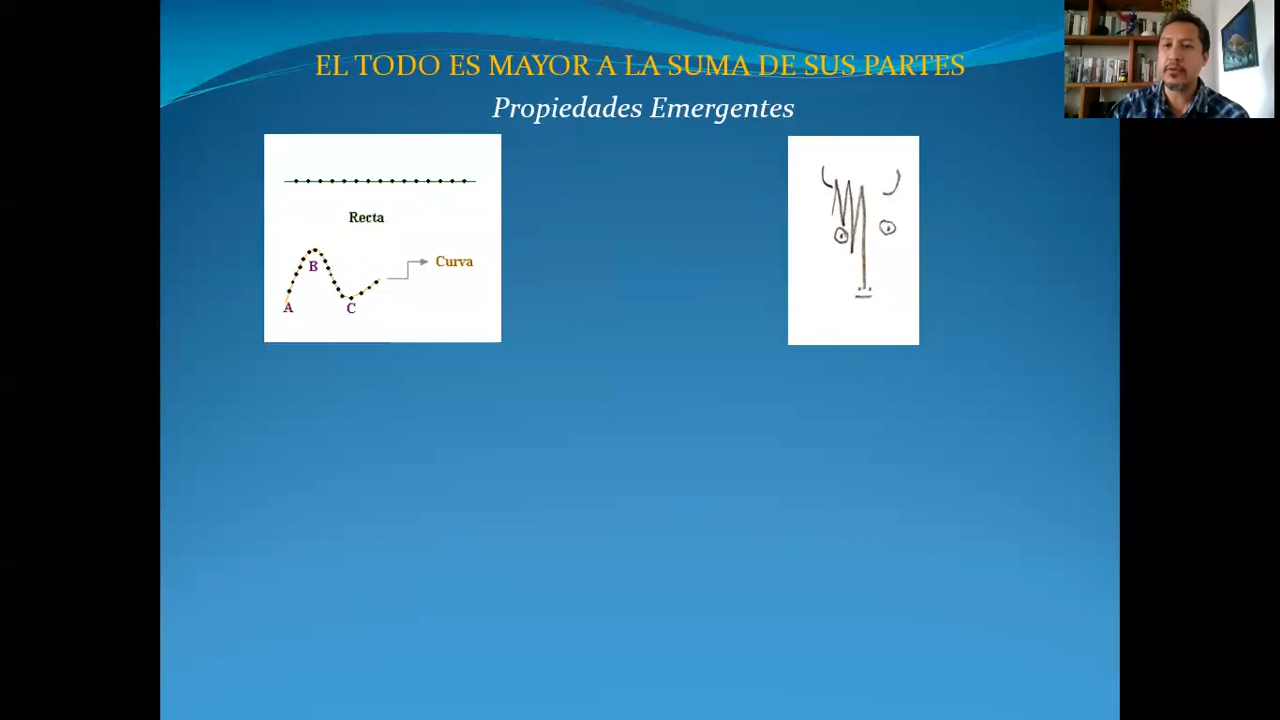 EL TODO ES MAYOR A LA SUMA DE SUS PARTES
Propiedades Emergentes
Recta
B
Curva
A
C